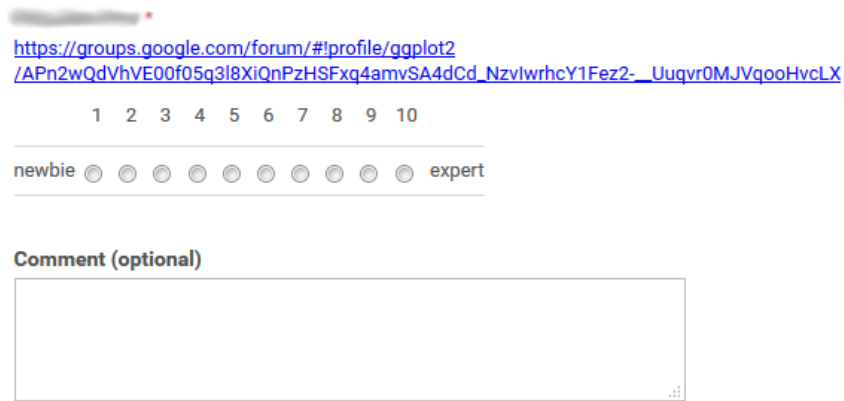 *
https://groups.google.com/forum/#!profile/ggplot2
/APn2wQdVhVE00f05q3l8XiQnPzHSFxq4amvSA4dCd_NzvIwrhcY1Fez2-__Uuqvr0MJVqooHvcLX
1 2 3 4 5 6 7 8 9 10
newbie expert
Comment (optional)